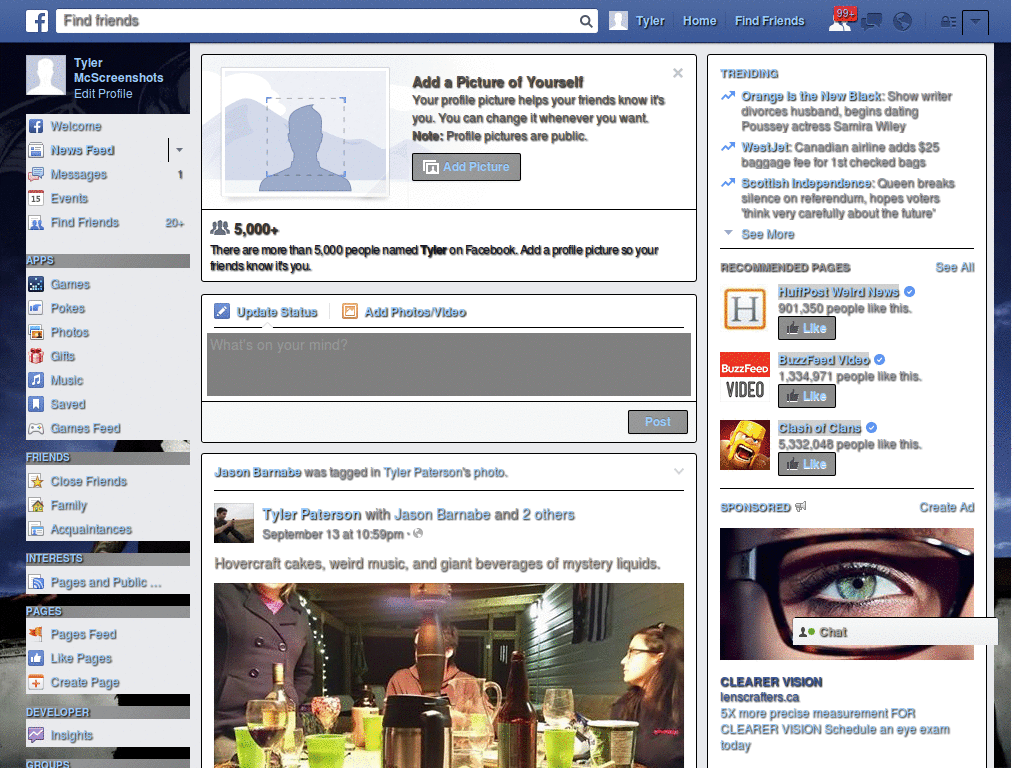 Find friends
Tyler
Home
Find Friends
99+
Tyler
McScreenshots
Edit Profile
Welcome
News Feed
Messages 1
15 Events
Find Friends 20+
APPS
Games
Pokes
Photos
Gifts
Music
Saved
Games Feed
FRIENDS
Close Friends
Family
Acquaintances
INTERESTS
Pages and Public ...
PAGES
Pages Feed
Like Pages
Create Page
DEVELOPER
Insights
GROUPS
Add a Picture of Yourself
Your profile picture helps your friends know it's
you. You can change it whenever you want.
Note: Profile pictures are public.
Add Picture
5,000+
There are more than 5,000 people named Tyler on Facebook. Add a profile picture so your
friends know it's you.
Update Status
Add Photos/Video
What's on your mind?
Post
Jason Barnabe was tagged in Tyler Paterson's photo.
Tyler Paterson with Jason Barnabe and 2 others
September 13 at 10:59pm ·
Hovercraft cakes, weird music, and giant beverages of mystery liquids.
TRENDING
Orange Is the New Black: Show writer
divorces husband, begins dating
Poussey actress Samira Wiley
WestJet: Canadian airline adds $25
baggage fee for 1st checked bags
Scottish Independence: Queen breaks
silence on referendum, hopes voters
'think very carefully about the future'
See More
RECOMMENDED PAGES See All
H
HuffPost Weird News
901,350 people like this.
Like
BuzzFeed
VIDEO
BuzzFeed Video
1,334,971 people like this.
Like
Clash of Clans
5,332,048 people like this.
Like
SPONSORED Create Ad
Chat
CLEARER VISION
lenscrafters.ca
5X more precise measurement FOR
CLEARER VISION Schedule an eye exam
today